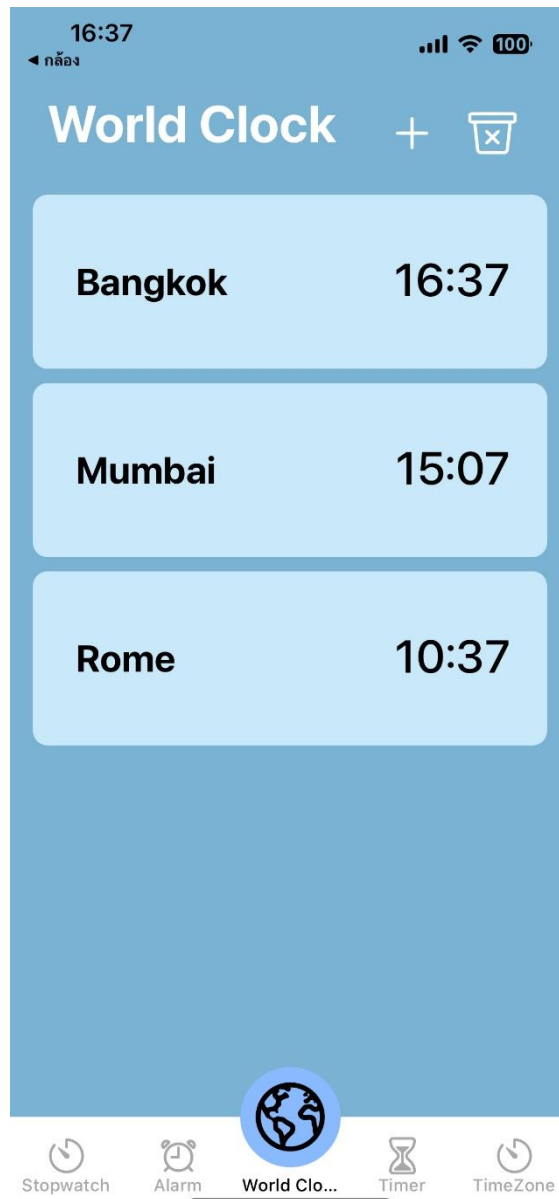 16:37
100
◀ กล้อง
World Clock
Bangkok 16:37
Mumbai 15:07
Rome 10:37
Stopwatch Alarm World Clo... Timer TimeZone